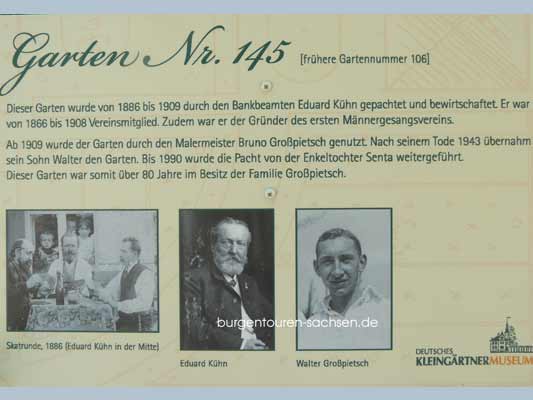 Garten Nr. 145 [frühere Gartennummer 106]
Dieser Garten wurde von 1886 bis 1909 durch den Bankbeamten Eduard Kühn gepachtet und bewirtschaftet. Er war
von 1866 bis 1908 Vereinsmitglied. Zudem war er der Gründer des ersten Männergesangsvereins.
Ab 1909 wurde der Garten durch den Malermeister Bruno Großpietsch genutzt. Nach seinem Tode 1943 übernahm
sein Sohn Walter den Garten. Bis 1990 wurde die Pacht von der Enkeltochter Senta weitergeführt.
Dieser Garten war somit über 80 Jahre im Besitz der Familie Großpietsch.
burgentouren-sachsen.de
Skatrunde, 1886 (Eduard Kühn in der Mitte)
Eduard Kühn
Walter Großpietsch
DEUTSCHES
KLEINGÄRTNERMUSEUM